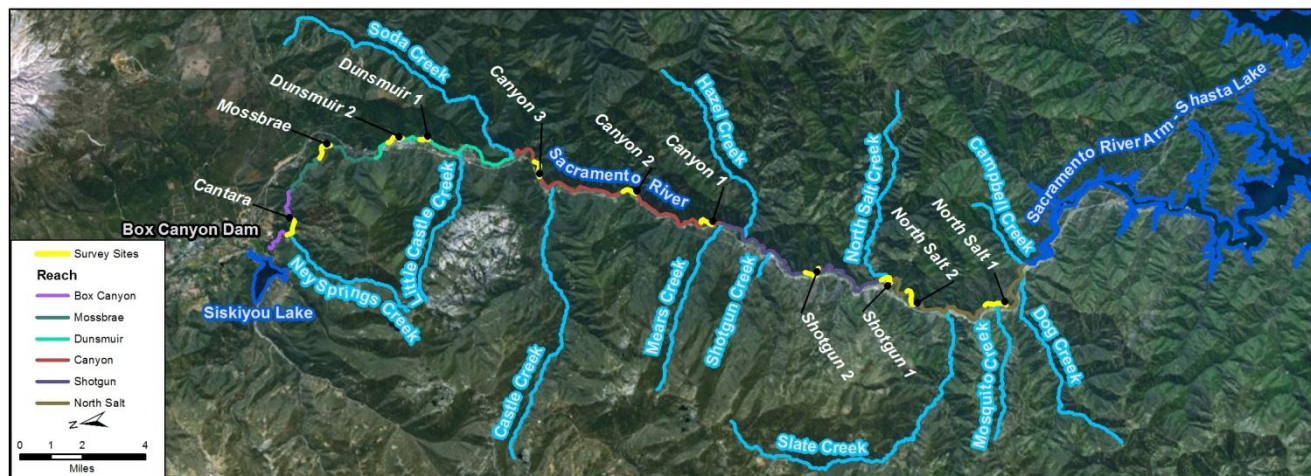 Soda Creek
Dunsmuir 1
Dunsmuir 2
Mossbrae
Canyon 3
Hazel Creek
Canyon 2
Canyon 1
Sacramento River
Cantara
Box Canyon Dam
Little Castle Creek
Ney Springs Creek
Siskiyou Lake
Castle Creek
Mears Creek
Shotgun Creek
Shotgun 2
Shotgun 1
North Salt Creek
North Salt 2
North Salt 1
Campbell Creek
Sacramento River Arm - Shasta Lake
Slate Creek
Mosquito Creek
Dog Creek
Survey Sites
Reach
Box Canyon
Mossbrae
Dunsmuir
Canyon
Shotgun
North Salt
N
0 1 2 4
Miles